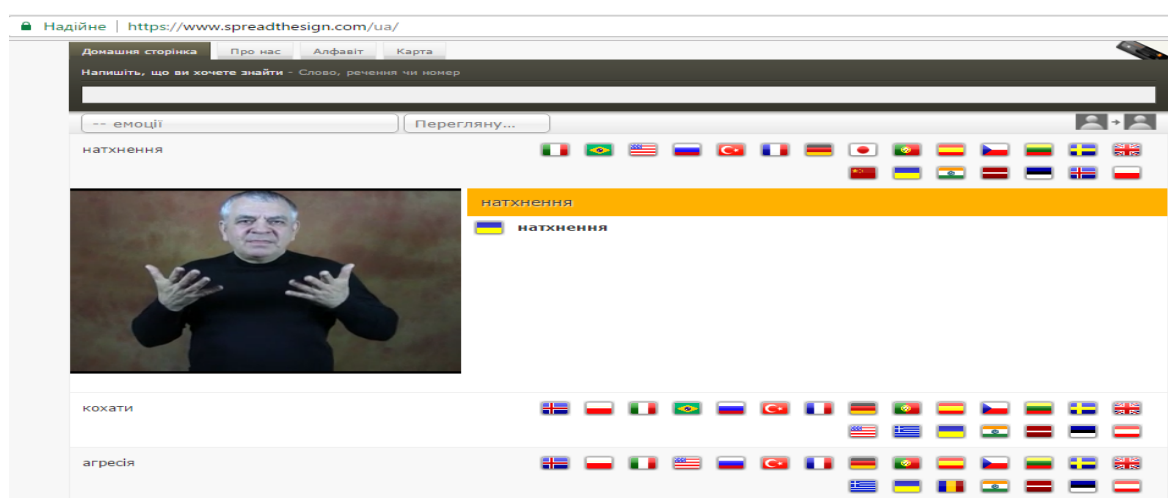 Надійне | https://www.spreadthesign.com/ua/
Домашня сторінка Про нас Алфавіт Карта
Напишіть, що ви хочете знайти - Слово, речення чи номер
-- емоції Перегляну...
натхнення
натхнення
натхнення
кохати
агресія